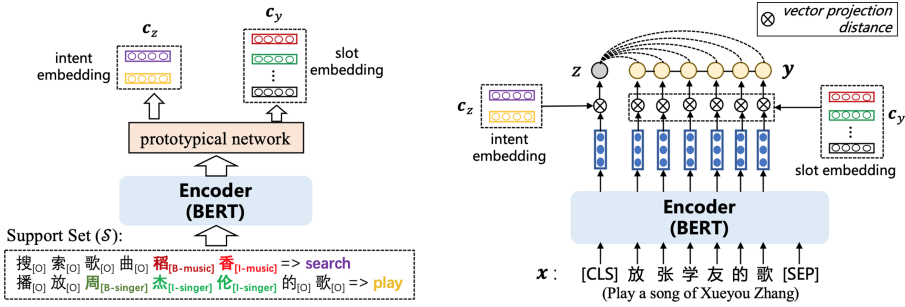 c_z
c_y
intent
embedding
slot
embedding
prototypical network
Encoder
(BERT)
Support Set (𝒮):
搜[O] 索[O] 歌[O] 曲[O] 稻[B-music] 香[I-music] => search
播[O] 放[O] 周[B-singer] 杰[I-singer] 伦[I-singer] 的[O] 歌[O] => play
vector projection
distance
z
y
c_z
intent
embedding
c_y
slot embedding
Encoder
(BERT)
x : [CLS] 放 张 学 友 的 歌 [SEP]
(Play a song of Xueyou Zhang)